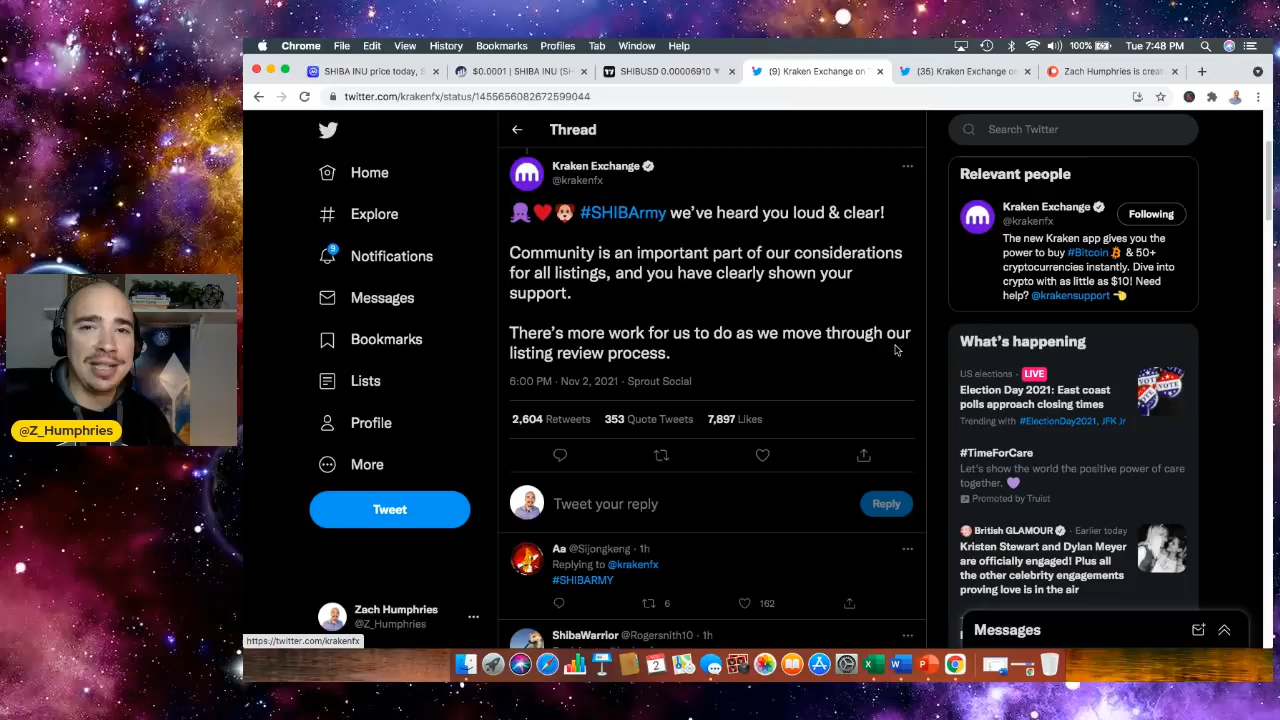 Chrome File Edit View History Bookmarks Profiles Tab Window Help 100% Tue 7:48 PM
SHIBA INU price today, S
$0.0001 | SHIBA INU (SH
SHIBUSD 0.00006910 ▼
(9) Kraken Exchange on T
(35) Kraken Exchange on
Zach Humphries is creat
twitter.com/krakenfx/status/1455656082672599044
Home
Explore
9
Notifications
Messages
Bookmarks
Lists
Profile
More
Tweet
Zach Humphries
@Z_Humphries
https://twitter.com/krakenfx
@Z_Humphries
Thread
Kraken Exchange
@krakenfx
#SHIBArmy we've heard you loud & clear!
Community is an important part of our considerations
for all listings, and you have clearly shown your
support.
There's more work for us to do as we move through our
listing review process.
6:00 PM · Nov 2, 2021 · Sprout Social
2,604 Retweets 353 Quote Tweets 7,897 Likes
Tweet your reply
Reply
Aa @Sijongkeng · 1h
Replying to @krakenfx
#SHIBARMY
6 162
ShibaWarrior @Rogersnith10 · 1h
Search Twitter
Relevant people
Kraken Exchange
@krakenfx
Following
The new Kraken app gives you the
power to buy #Bitcoin & 50+
cryptocurrencies instantly. Dive into
crypto with as little as $10! Need
help? @krakensupport
What's happening
US elections · LIVE
Election Day 2021: East coast
polls approach closing times
Trending with #ElectionDay2021, JFK Jr
VOTE
#TimeForCare
Let's show the world the positive power of care
together.
Promoted by Truist
British GLAMOUR · Earlier today
Kristen Stewart and Dylan Meyer
are officially engaged! Plus all
the other celebrity engagements
proving love is in the air
Messages